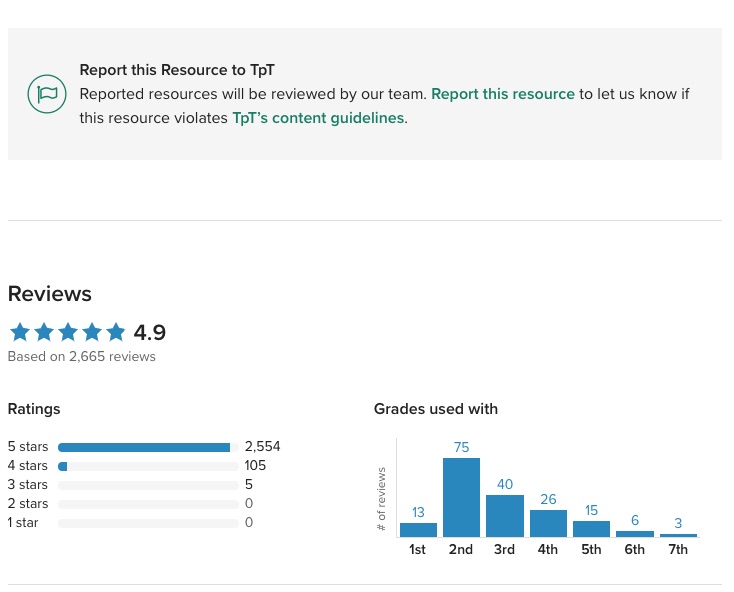 Report this Resource to TpT
Reported resources will be reviewed by our team. Report this resource to let us know if
this resource violates TpT’s content guidelines.
Reviews
4.9
Based on 2,665 reviews
Ratings
5 stars 2,554
4 stars 105
3 stars 5
2 stars 0
1 star 0
Grades used with
# of reviews
13 75 40 26 15 6 3
1st 2nd 3rd 4th 5th 6th 7th